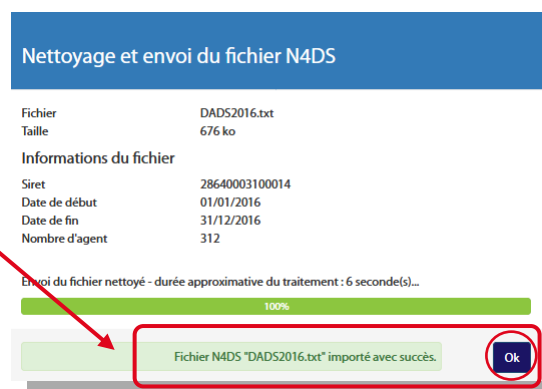 Nettoyage et envoi du fichier N4DS
Fichier DADS2016.txt
Taille 676 ko
Informations du fichier
Siret 28640003100014
Date de début 01/01/2016
Date de fin 31/12/2016
Nombre d'agent 312
Envoi du fichier nettoyé - durée approximative du traitement : 6 seconde(s)...
100%
Fichier N4DS "DADS2016.txt" importé avec succès.
Ok